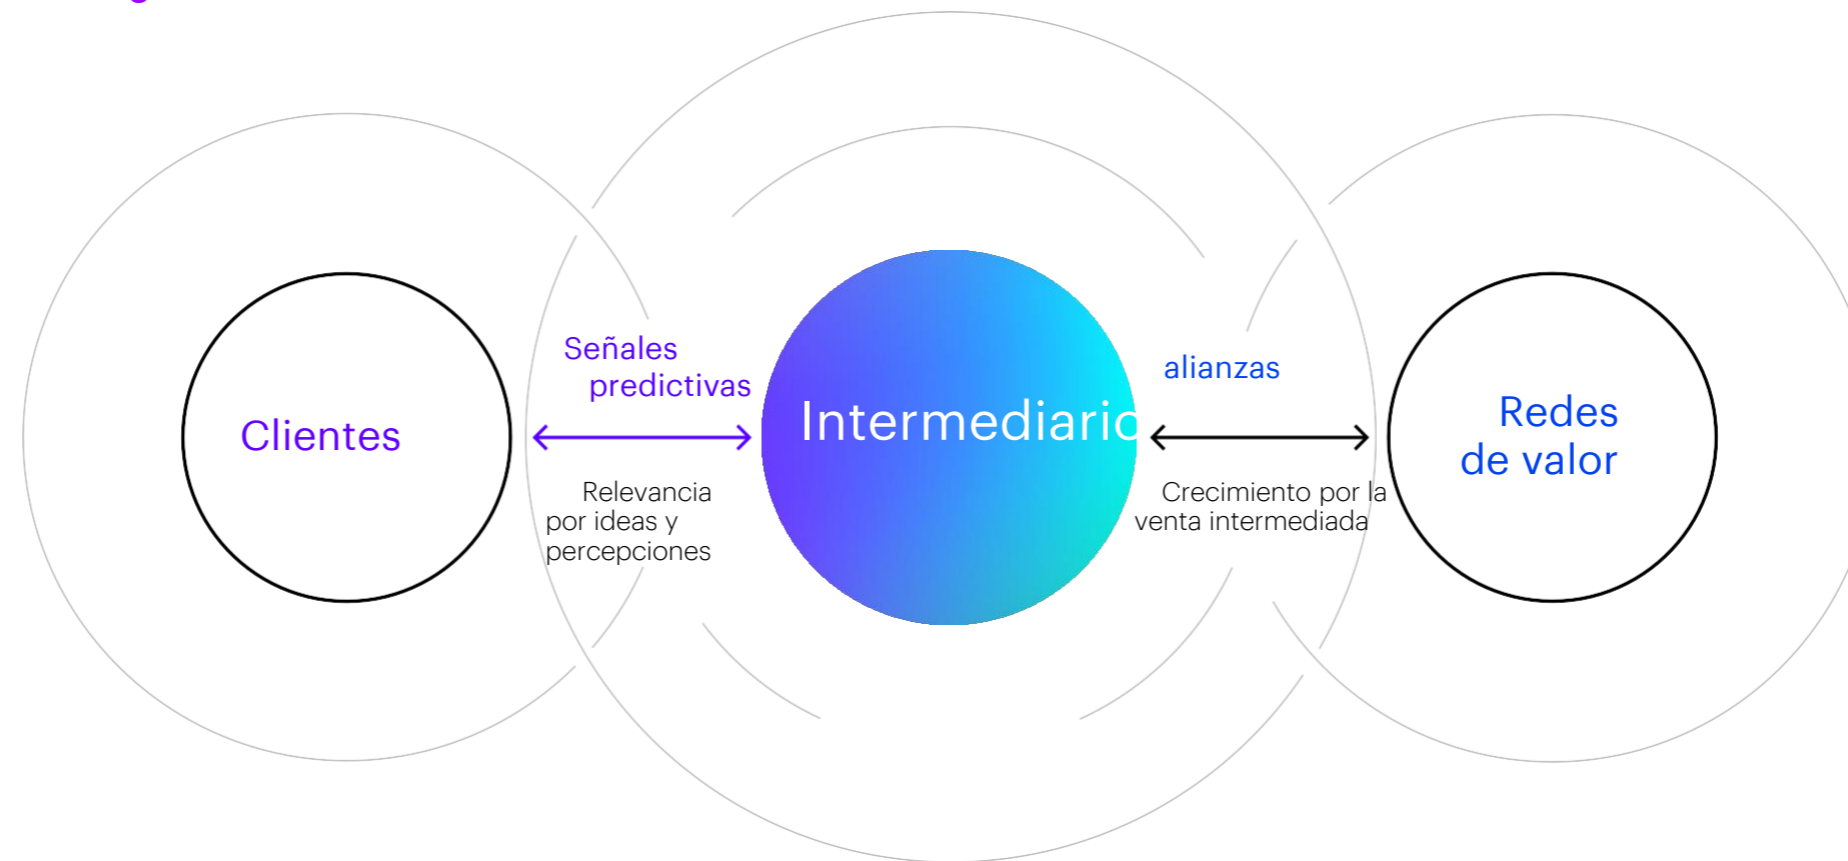 Señales
predictivas
alianzas
Clientes
Intermediario
Redes
de valor
Relevancia
por ideas y
percepciones
Crecimiento por la
venta intermediada